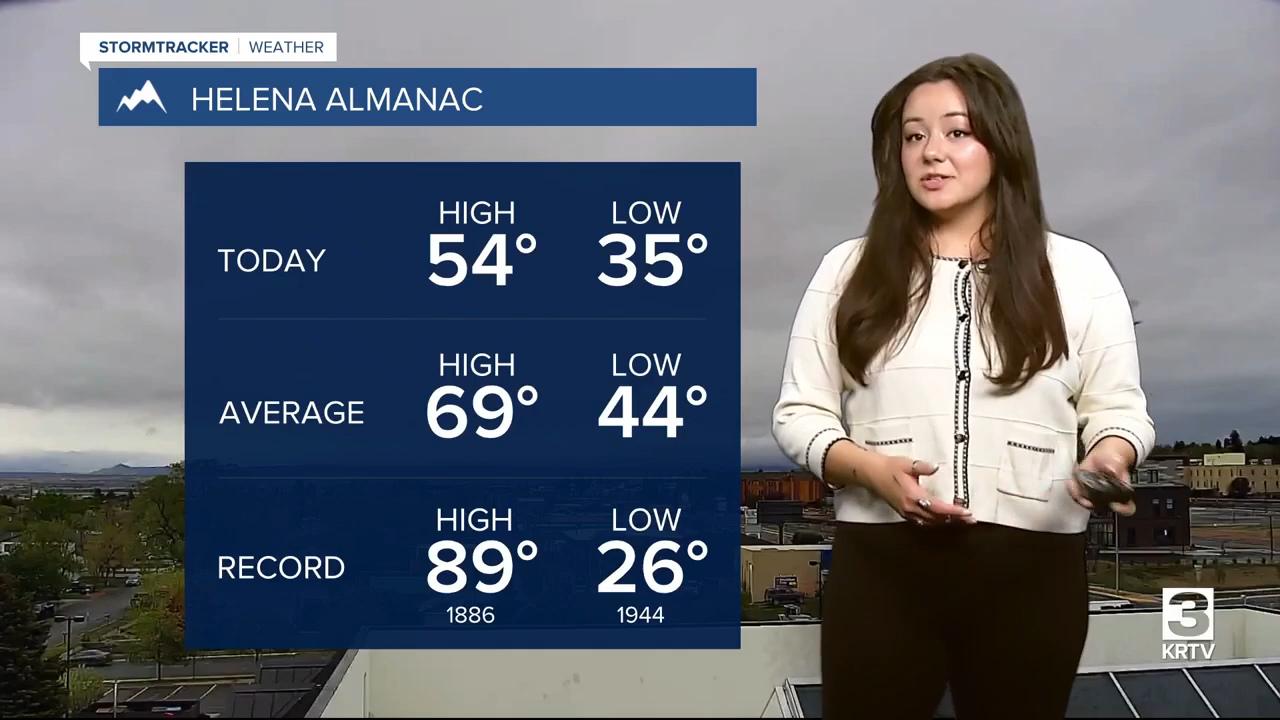 STORMTRACKER | WEATHER
HELENA ALMANAC
HIGH LOW
TODAY 54° 35°
HIGH LOW
AVERAGE 69° 44°
HIGH LOW
RECORD 89° 26°
1886 1944
3
KRTV